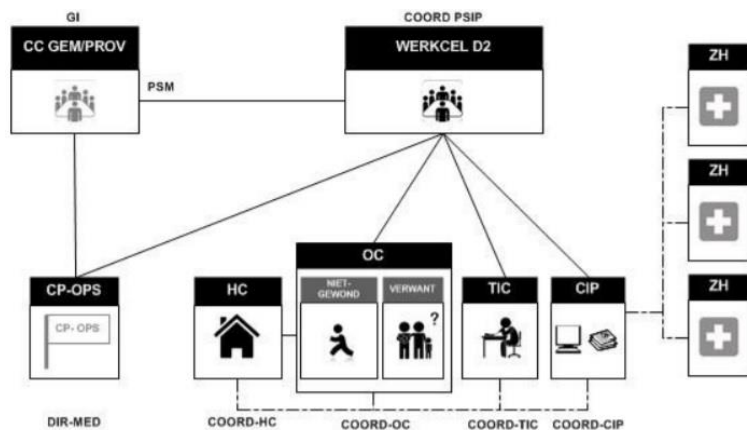 GI
COORD PSIP
CC GEM/PROV
WERKCEL D2
PSM
ZH
ZH
ZH
CP-OPS
CP- OPS
HC
OC
NIET-
GEWOND
VERWANT
?
TIC
CIP
DIR-MED
COORD-HC
COORD-OC
COORD-TIC
COORD-CIP